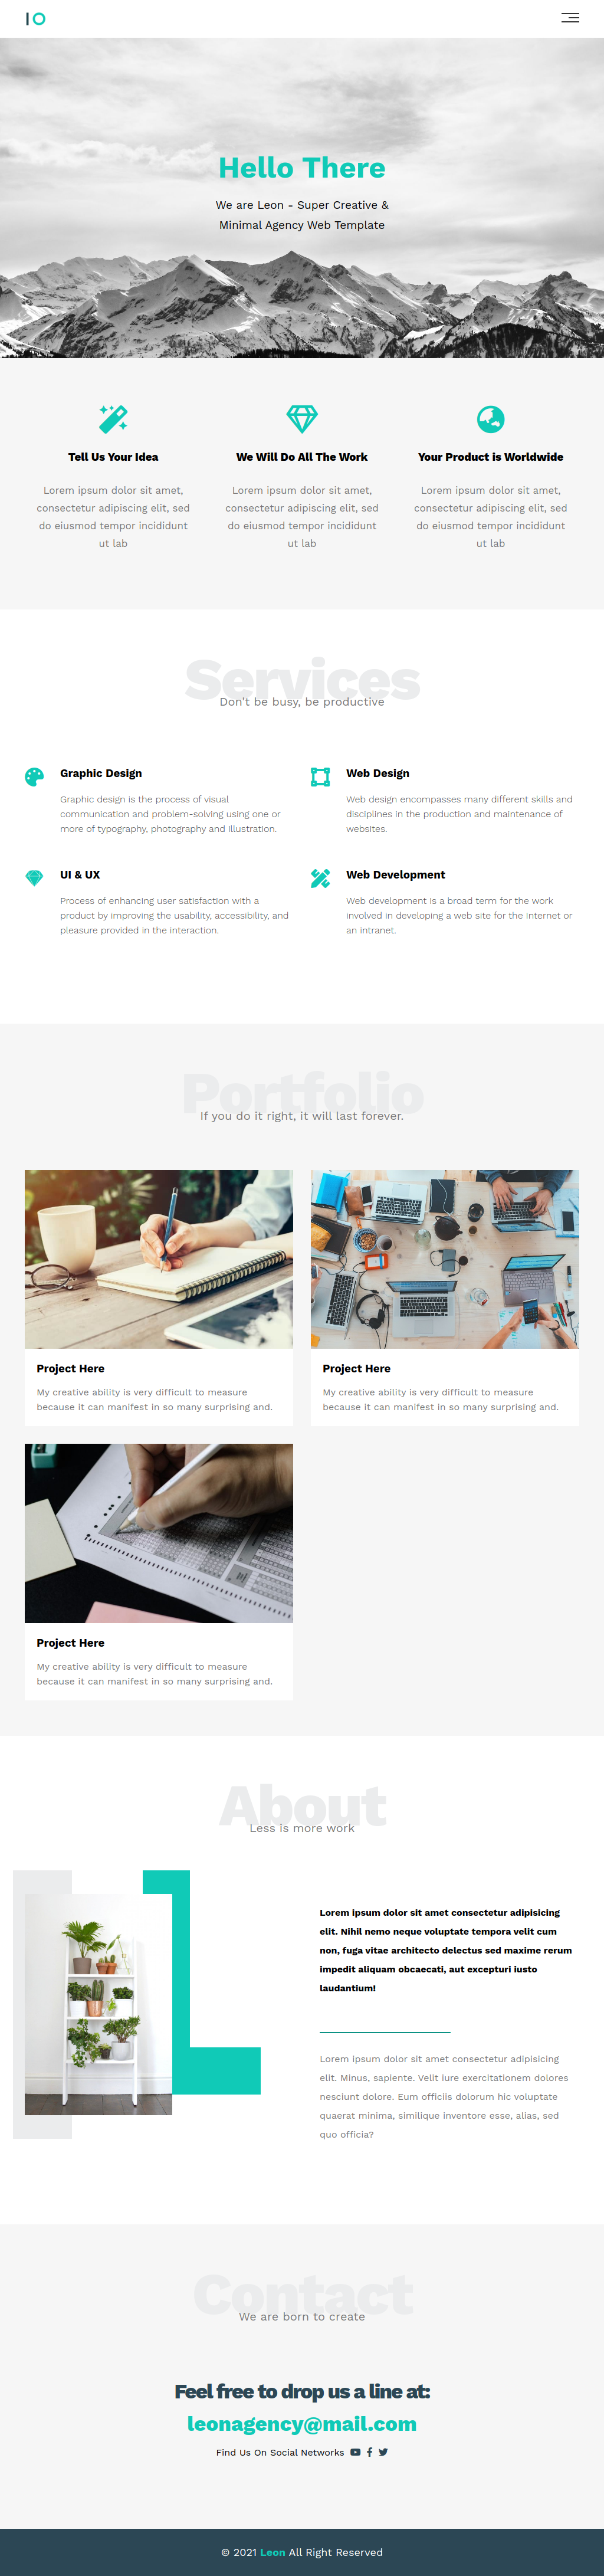 IO
Hello There
We are Leon - Super Creative &
Minimal Agency Web Template
Tell Us Your Idea
Lorem ipsum dolor sit amet,
consectetur adipiscing elit, sed
do eiusmod tempor incididunt
ut lab
We Will Do All The Work
Lorem ipsum dolor sit amet,
consectetur adipiscing elit, sed
do eiusmod tempor incididunt
ut lab
Your Product is Worldwide
Lorem ipsum dolor sit amet,
consectetur adipiscing elit, sed
do eiusmod tempor incididunt
ut lab
Services
Don't be busy, be productive
Graphic Design
Graphic design is the process of visual
communication and problem-solving using one or
more of typography, photography and illustration.
Web Design
Web design encompasses many different skills and
disciplines in the production and maintenance of
websites.
UI & UX
Process of enhancing user satisfaction with a
product by improving the usability, accessibility, and
pleasure provided in the interaction.
Web Development
Web development is a broad term for the work
involved in developing a web site for the Internet or
an intranet.
Portfolio
If you do it right, it will last forever.
Project Here
My creative ability is very difficult to measure
because it can manifest in so many surprising and.
Project Here
My creative ability is very difficult to measure
because it can manifest in so many surprising and.
Project Here
My creative ability is very difficult to measure
because it can manifest in so many surprising and.
About
Less is more work
Lorem ipsum dolor sit amet consectetur adipisicing
elit. Nihil nemo neque voluptate tempora velit cum
non, fuga vitae architecto delectus sed maxime rerum
impedit aliquam obcaecati, aut excepturi iusto
laudantium!
Lorem ipsum dolor sit amet consectetur adipisicing
elit. Minus, sapiente. Velit iure exercitationem dolores
nesciunt dolore. Eum officiis dolorum hic voluptate
quaerat minima, similique inventore esse, alias, sed
quo officia?
Contact
We are born to create
Feel free to drop us a line at:
leonagency@mail.com
Find Us On Social Networks
© 2021 Leon All Right Reserved